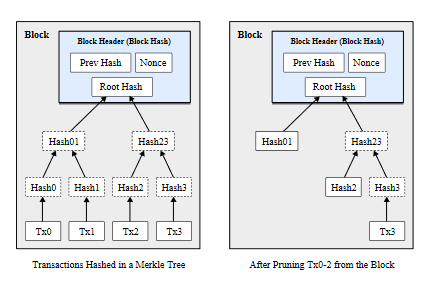 Block
Block Header (Block Hash)
Prev Hash
Nonce
Root Hash
Hash01
Hash23
Hash0
Hash1
Hash2
Hash3
Tx0
Tx1
Tx2
Tx3
Transactions Hashed in a Merkle Tree
Block
Block Header (Block Hash)
Prev Hash
Nonce
Root Hash
Hash01
Hash23
Hash2
Hash3
Tx3
After Pruning Tx0-2 from the Block